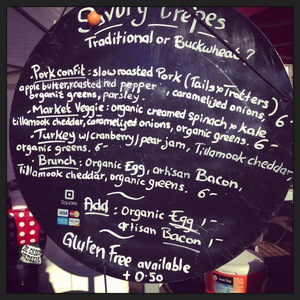 Savory Crepes
Traditional or Buckwheat?
. Pork confit: slow roasted Pork (Tails & Trotters)
apple butter, roasted red pepper, caramelized onions,
organic greens, parsley. 6-
. Market Veggie: organic creamed spinach & kale
tillamook cheddar, caramelized onions, organic greens. 6-
. Turkey w/ cranberry/pear jam, Tillamook cheddar,
organic greens. 6-
. Brunch: Organic Egg, artisan Bacon,
Tillamook cheddar, organic greens. 6-
Square
VISA
Add: Organic Egg 1-
artisan Bacon 1-
Gluten Free available
+ 0.50